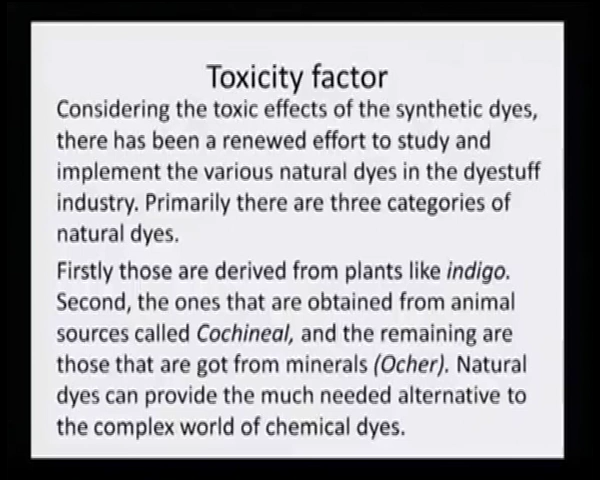 Toxicity factor
Considering the toxic effects of the synthetic dyes,
there has been a renewed effort to study and
implement the various natural dyes in the dyestuff
industry. Primarily there are three categories of
natural dyes.
Firstly those are derived from plants like indigo.
Second, the ones that are obtained from animal
sources called Cochineal, and the remaining are
those that are got from minerals (Ocher). Natural
dyes can provide the much needed alternative to
the complex world of chemical dyes.